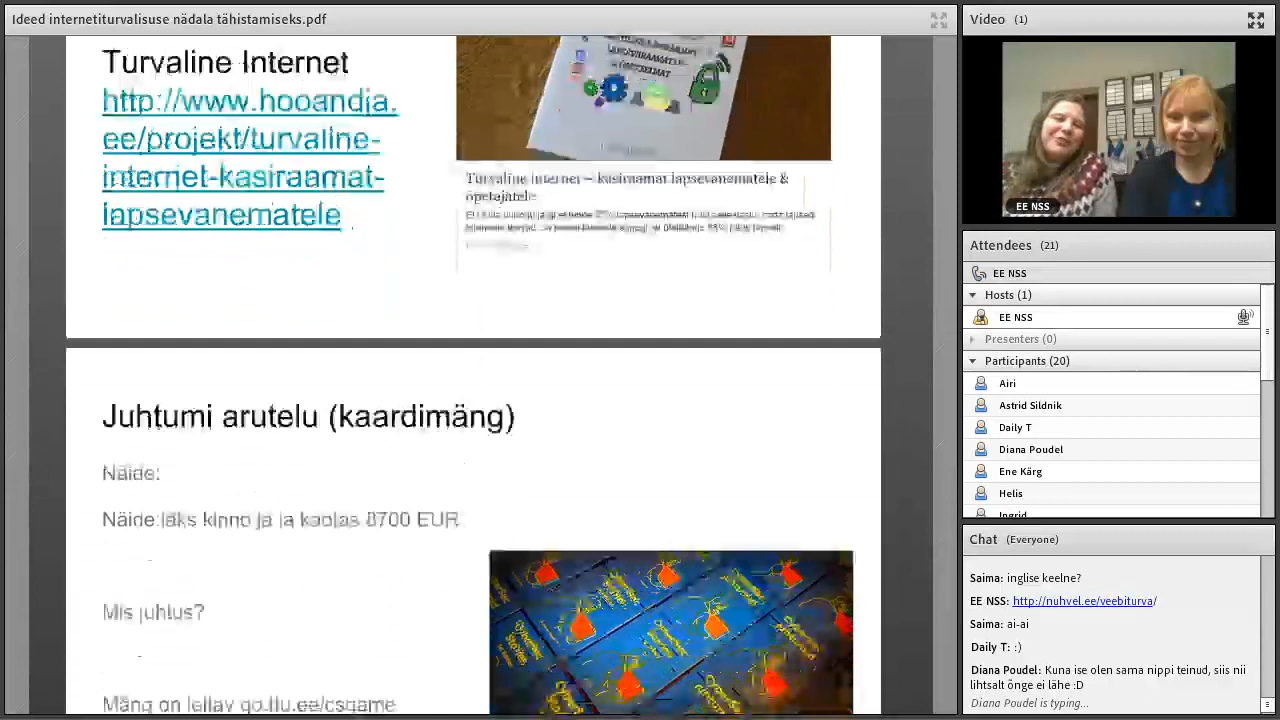 Ideed internetiturvalisuse nädala tähistamiseks.pdf
Turvaline Internet
http://www.hooandja.
ee/projekt/turvaline-
internet-kasiraamat-
lapsevanematele
Turvaline internet – käsiraamat lapsevanematele &
õpetajatele
Juhtumi arutelu (kaardimäng)
Näide:
Näide läks kinno ja ja kaotas 8700 EUR
Mis juhtus?
Mäng on leitav
Video (1)
EE NSS
Attendees (21)
EE NSS
Hosts (1)
EE NSS
Presenters (0)
Participants (20)
Airi
Astrid Sildnik
Daily T
Diana Poudel
Ene Kärg
Helis
Ingrid
Chat (Everyone)
Saima: inglise keelne?
EE NSS: http://nuhvel.ee/veebiturva/
Saima: ai-ai
Daily T: :)
Diana Poudel: Kuna ise olen sama nippi teinud, siis nii
lihtsalt õnge ei lähe :D
Diana Poudel is typing...